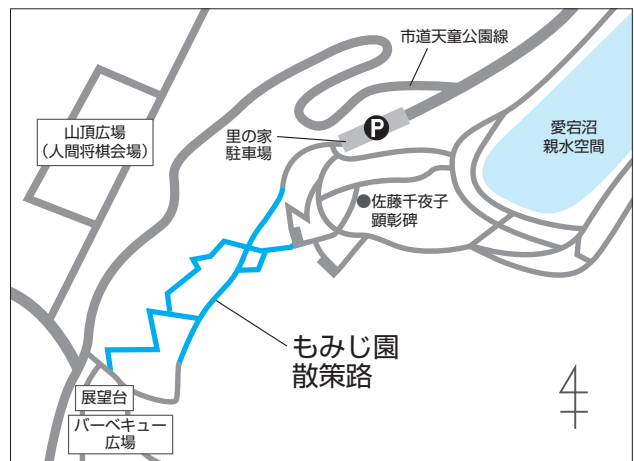 市道天童公園線
山頂広場
(人間将棋会場)
里の家
駐車場
P
愛宕沼
親水空間
●佐藤千夜子
顕彰碑
もみじ園
散策路
展望台
バーベキュー
広場